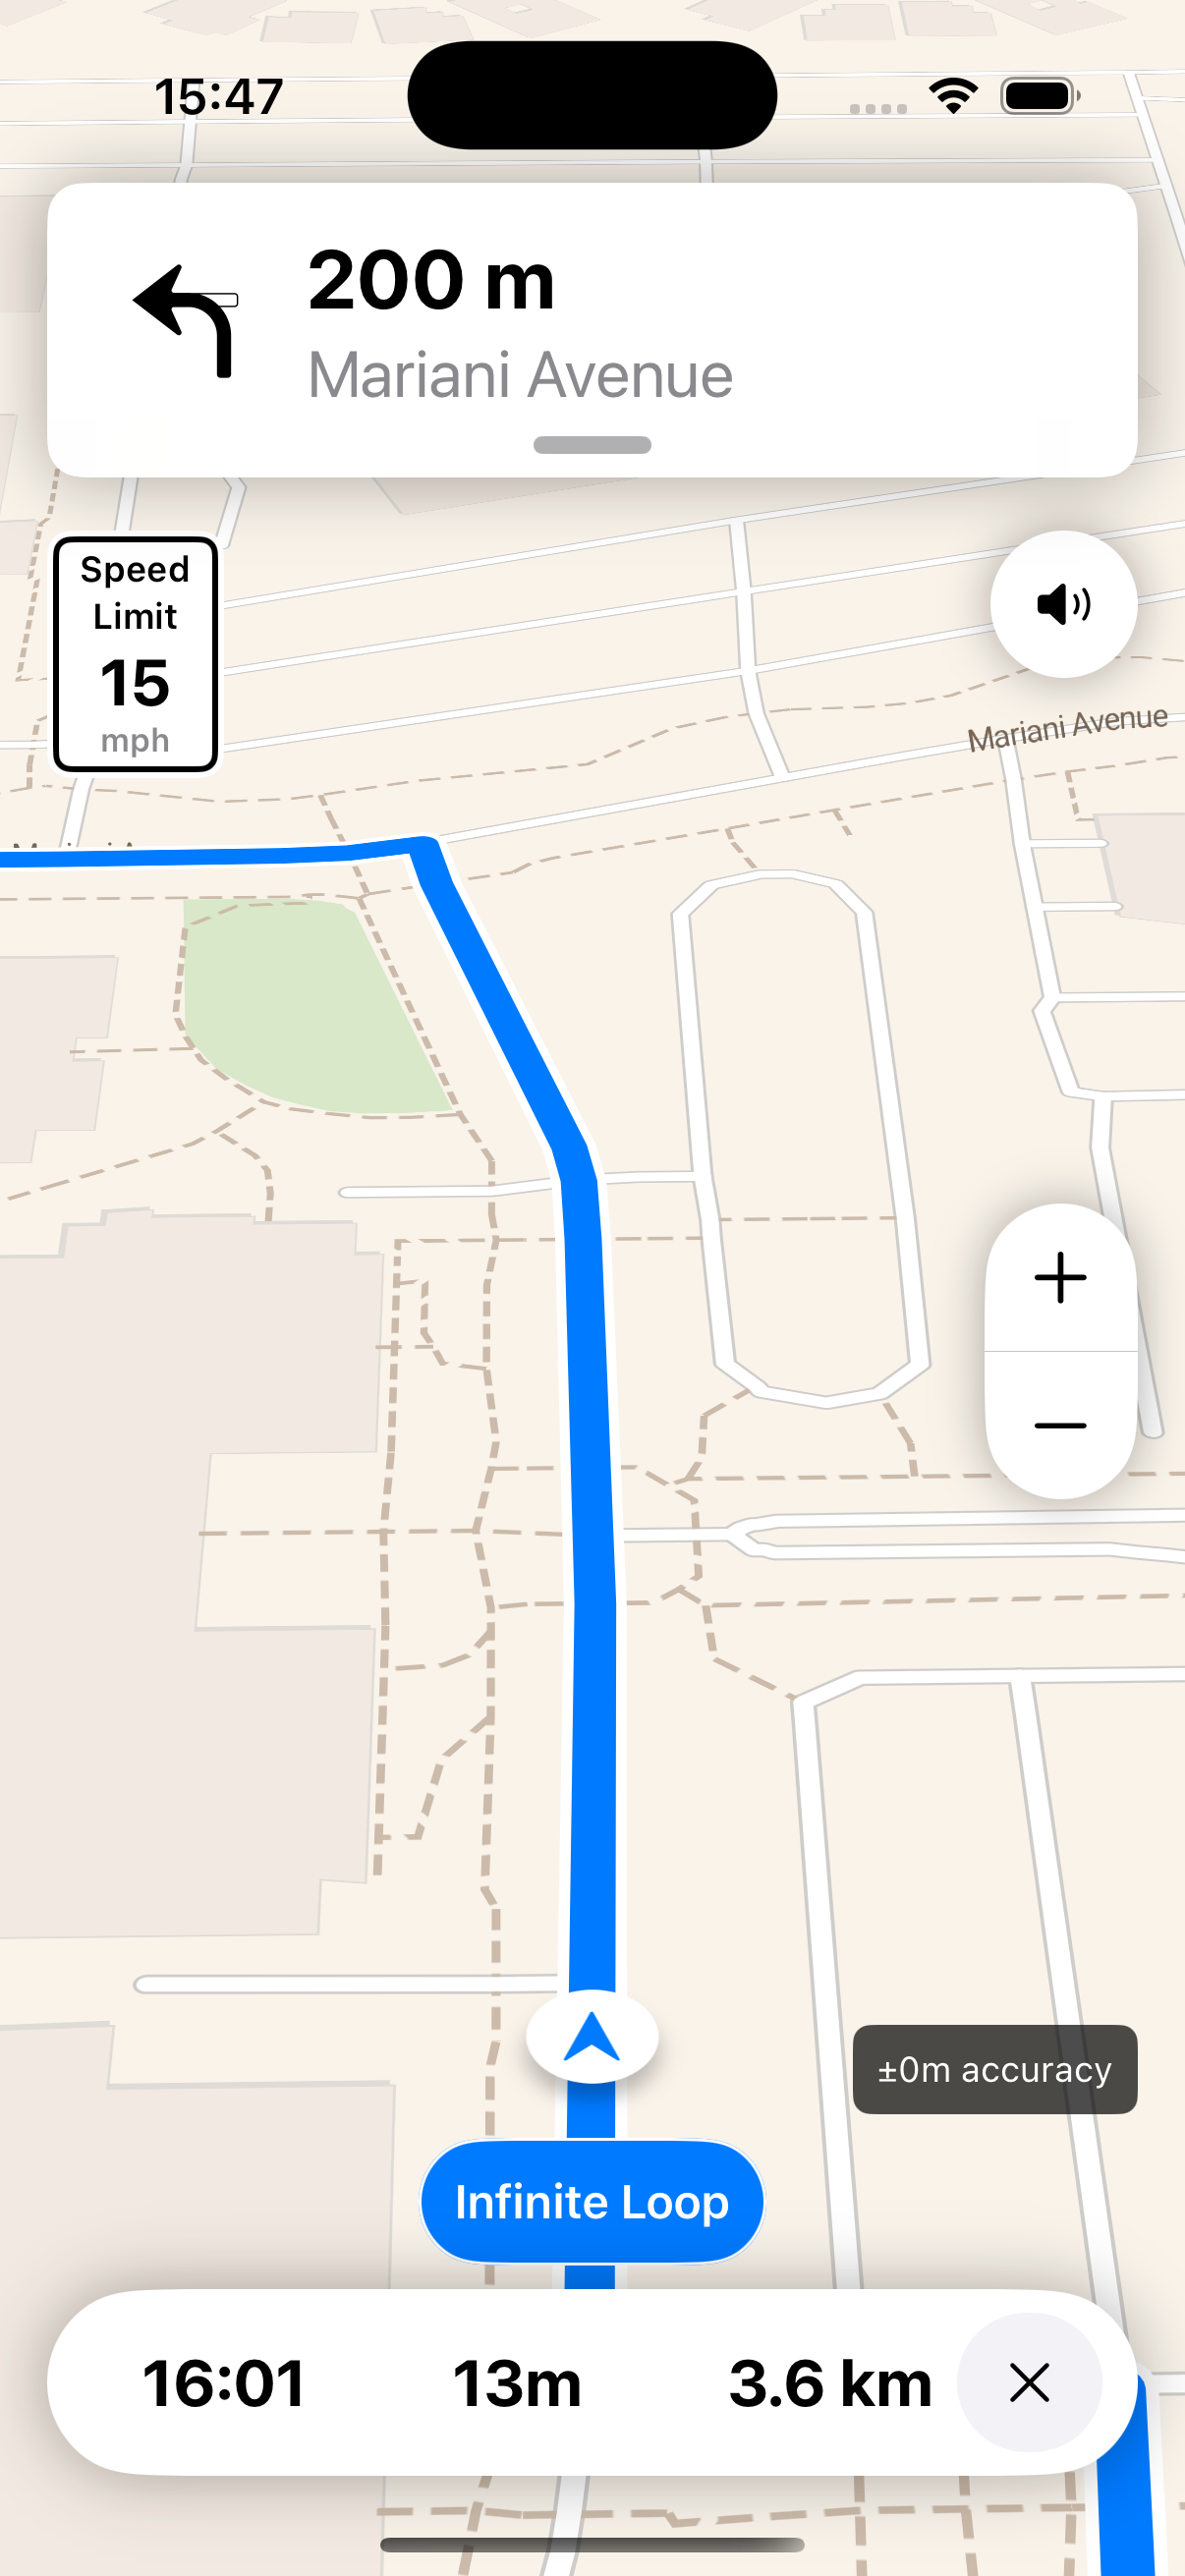 15:47
200 m
Mariani Avenue
Speed
Limit
15
mph
Mariani Avenue
±0m accuracy
Infinite Loop
16:01 13m 3.6 km